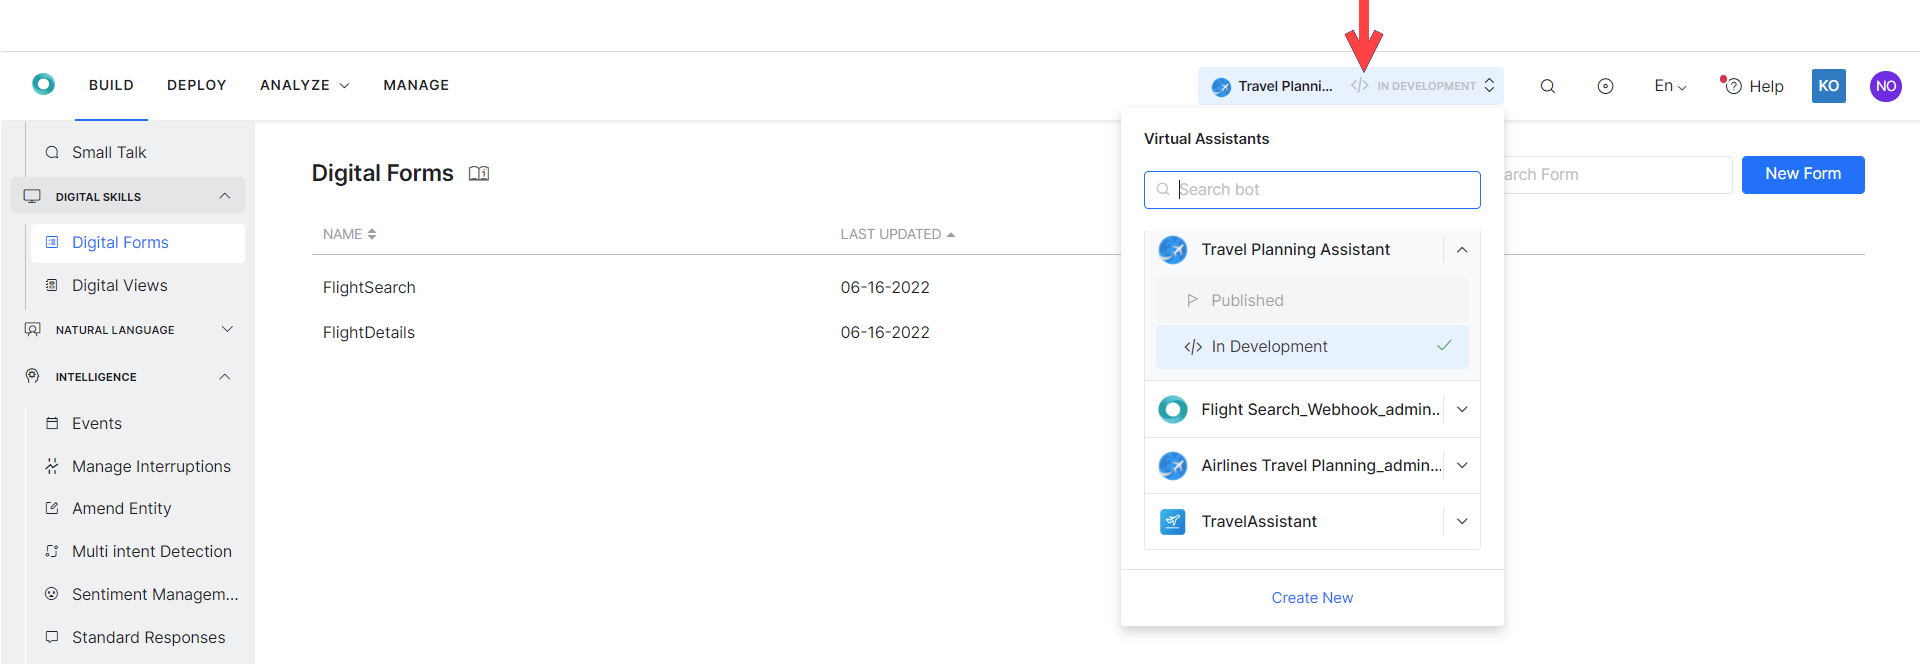 BUILD DEPLOY ANALYZE MANAGE Travel Planni... </> IN DEVELOPMENT En Help KO NO
Small Talk
DIGITAL SKILLS
Digital Forms
Digital Views
NATURAL LANGUAGE
INTELLIGENCE
Events
Manage Interruptions
Amend Entity
Multi intent Detection
Sentiment Managem...
Standard Responses
Digital Forms
arch Form New Form
NAME LAST UPDATED
FlightSearch 06-16-2022
FlightDetails 06-16-2022
Virtual Assistants
Search bot
Travel Planning Assistant
Published
</> In Development
Flight Search_Webhook_admin..
Airlines Travel Planning_admin...
TravelAssistant
Create New